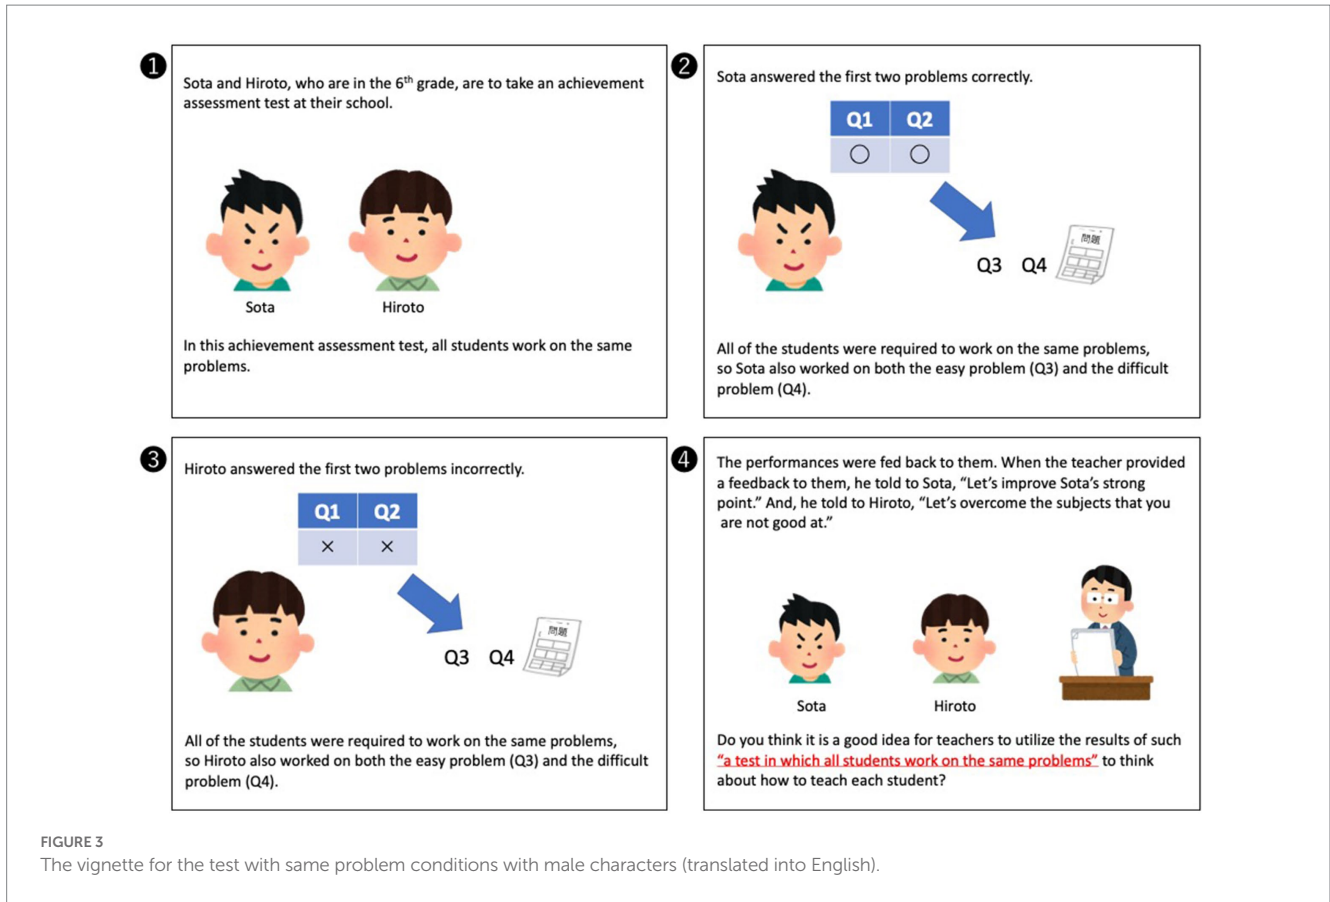 ❶
Sota and Hiroto, who are in the 6th grade, are to take an achievement
assessment test at their school.
Sota
Hiroto
In this achievement assessment test, all students work on the same
problems.
❷
Sota answered the first two problems correctly.
Q1 Q2
○ ○
Q3 Q4
問題
All of the students were required to work on the same problems,
so Sota also worked on both the easy problem (Q3) and the difficult
problem (Q4).
❸
Hiroto answered the first two problems incorrectly.
Q1 Q2
× ×
Q3 Q4
問題
All of the students were required to work on the same problems,
so Hiroto also worked on both the easy problem (Q3) and the difficult
problem (Q4).
❹
The performances were fed back to them. When the teacher provided
a feedback to them, he told to Sota, “Let’s improve Sota’s strong
point.” And, he told to Hiroto, “Let’s overcome the subjects that you
are not good at.”
Sota
Hiroto
Do you think it is a good idea for teachers to utilize the results of such
“a test in which all students work on the same problems” to think
about how to teach each student?
FIGURE 3
The vignette for the test with same problem conditions with male characters (translated into English).